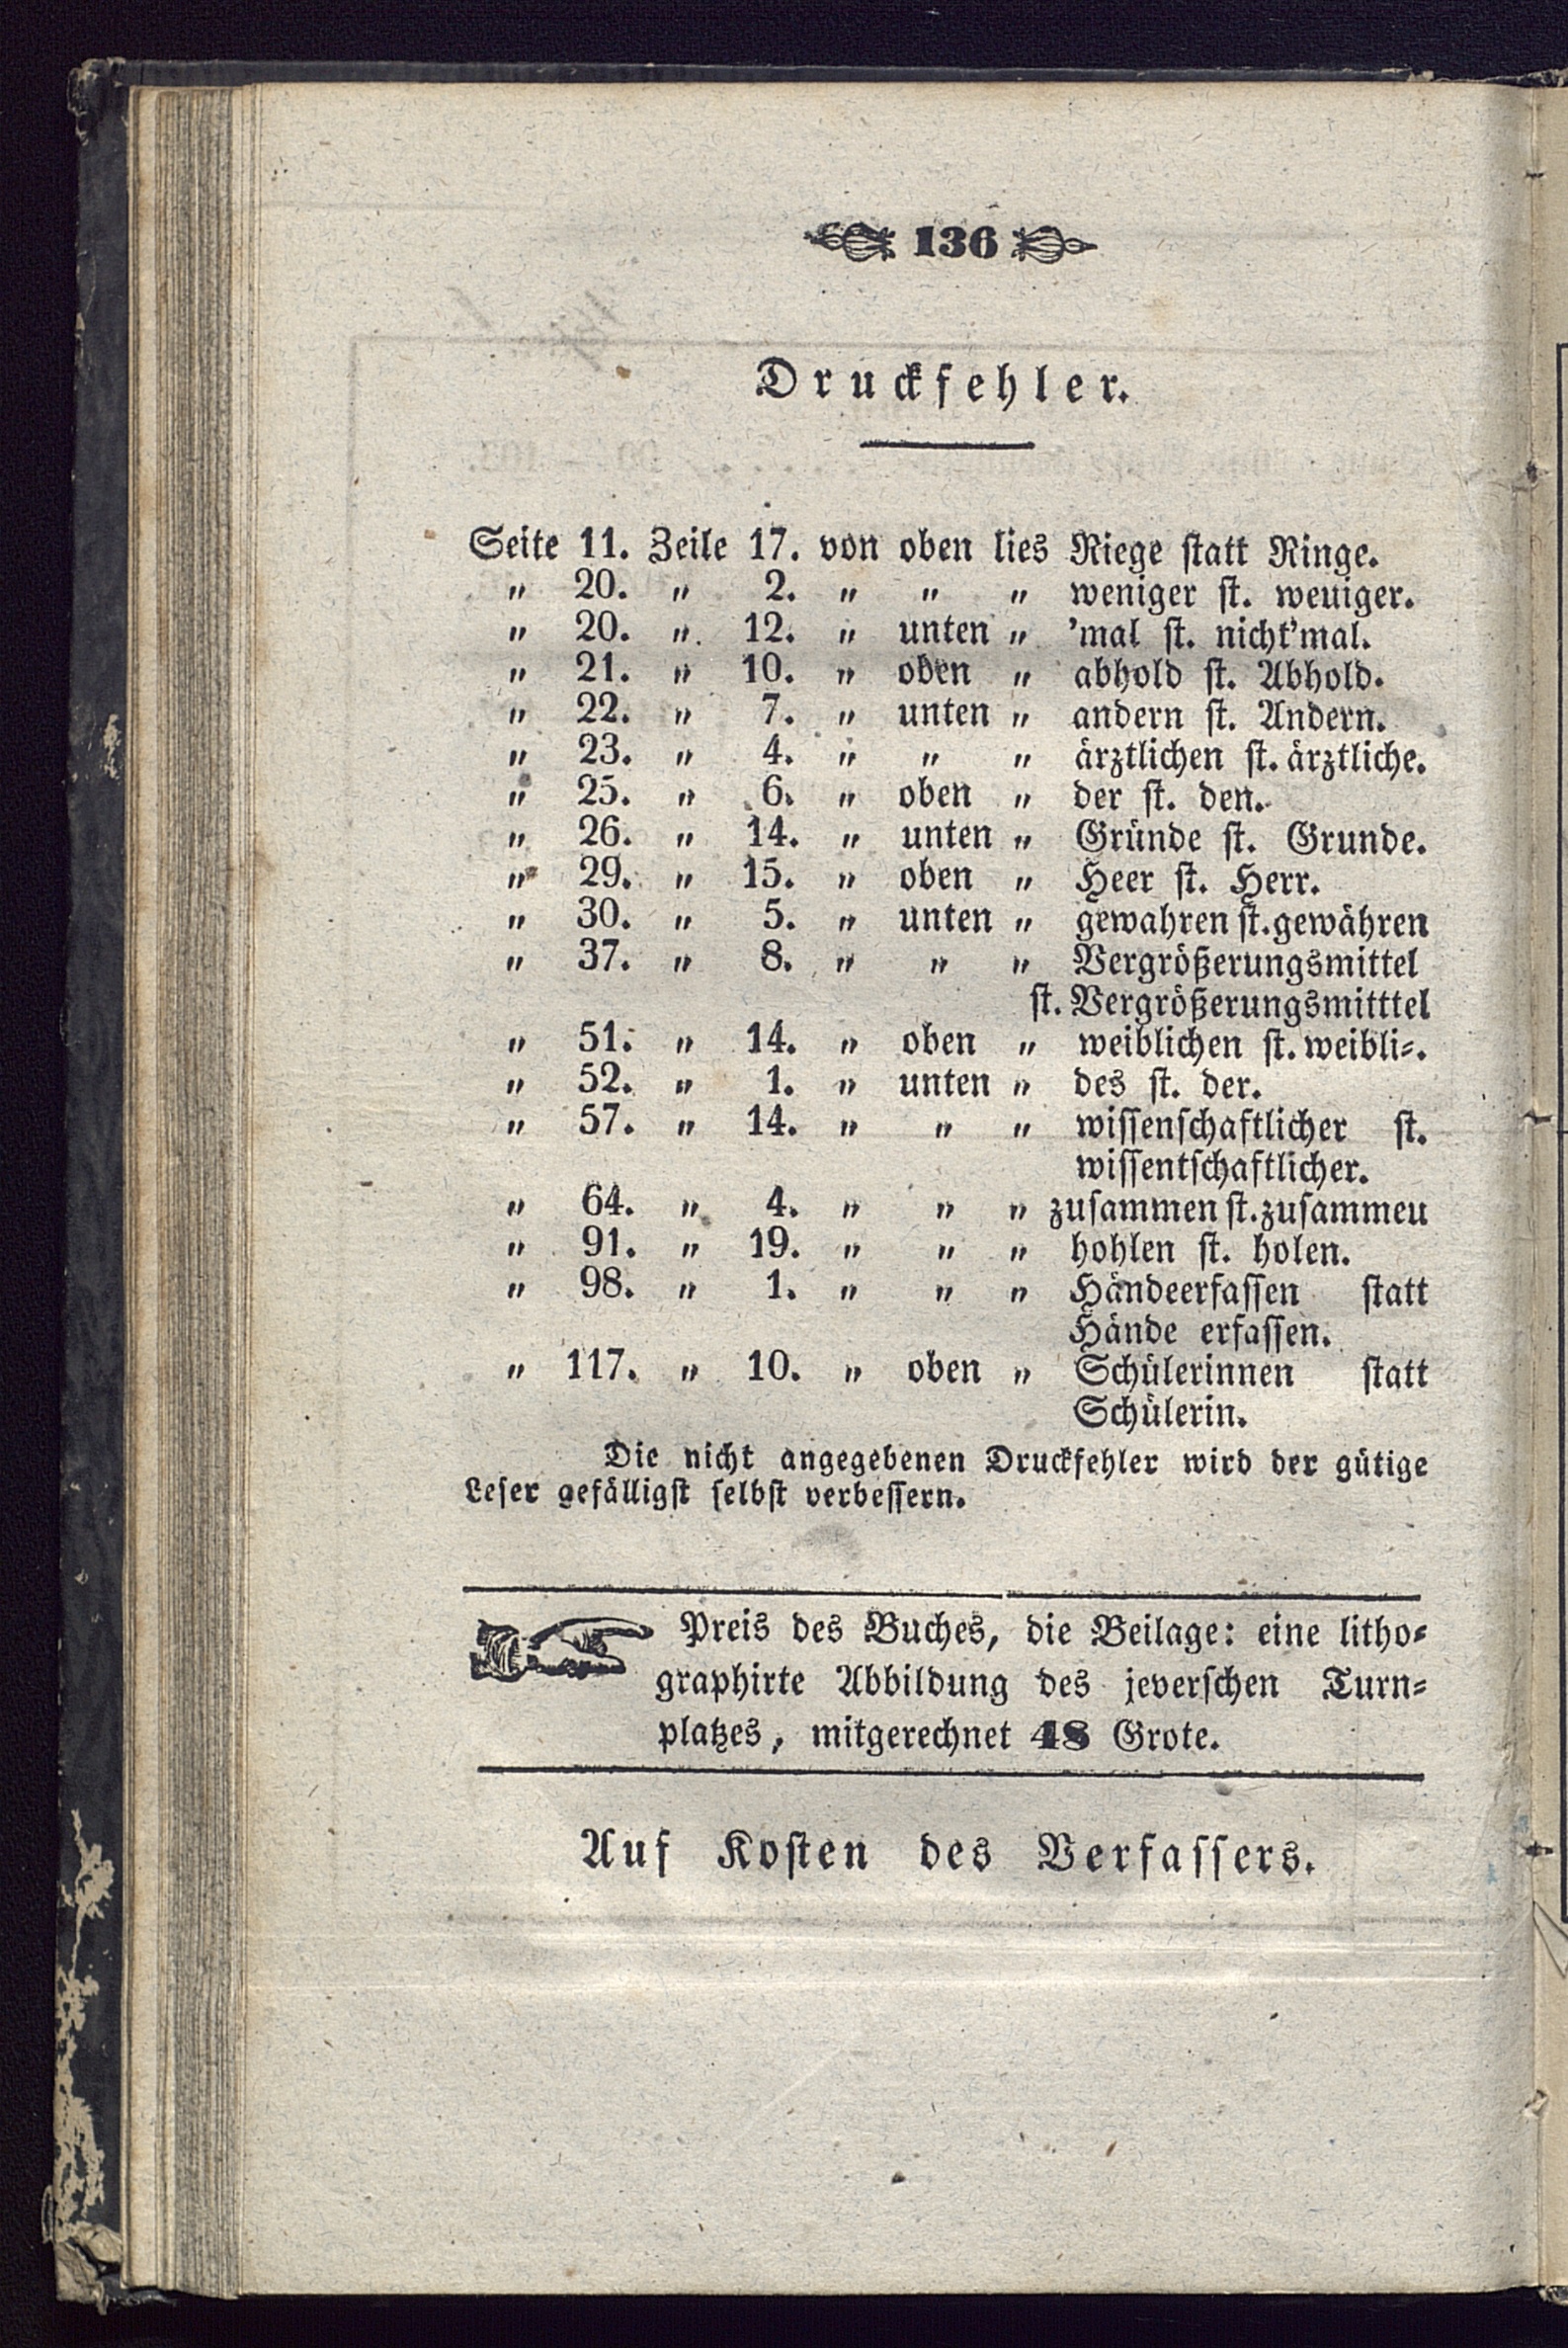 136
Druckfehler.
Seite 11. Zeile 17. von oben lies Riege statt Ringe.
„ 20. „ 2. „ „ „ weniger st. weuiger.
„ 20. „ 12. „ unten „ 'mal st. nicht'mal.
„ 21. „ 10. „ oben „ abhold st. Abhold.
„ 22. „ 7. „ unten „ andern st. Andern.
„ 23. „ 4. „ „ „ ärztlichen st. ärztliche.
„ 25. „ 6. „ oben „ der st. den.
„ 26. „ 14. „ unten „ Gründe st. Grunde.
„ 29. „ 15. „ oben „ Heer st. Herr.
„ 30. „ 5. „ unten „ gewahren st. gewähren
„ 37. „ 8. „ „ „ Vergrößerungsmittel
st. Vergrößerungsmitttel
„ 51. „ 14. „ oben „ weiblichen st. weibli-.
„ 52. „ 1. „ unten „ des st. der.
„ 57. „ 14. „ „ „ wissenschaftlicher st.
wissentschaftlicher.
„ 64. „ 4. „ „ „ zusammen st. zusammeu
„ 91. „ 19. „ „ „ hohlen st. holen.
„ 98. „ 1. „ „ „ Händeerfassen statt
Hände erfassen.
„ 117. „ 10. „ oben „ Schülerinnen statt
Schülerin.
Die nicht angegebenen Druckfehler wird der gütige
Leser gefälligst selbst verbessern.
Preis des Buches, die Beilage: eine litho-
graphirte Abbildung des jeverschen Turn-
platzes, mitgerechnet 48 Grote.
Auf Kosten des Verfassers.